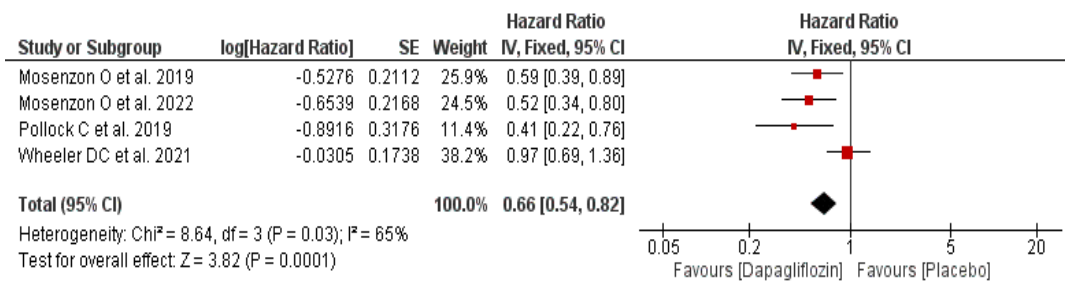 Hazard Ratio Hazard Ratio
Study or Subgroup log[Hazard Ratio] SE Weight IV, Fixed, 95% CI IV, Fixed, 95% CI
Mosenzon O et al. 2019 -0.5276 0.2112 25.9% 0.59 [0.39, 0.89]
Mosenzon O et al. 2022 -0.6539 0.2168 24.5% 0.52 [0.34, 0.80]
Pollock C et al. 2019 -0.8916 0.3176 11.4% 0.41 [0.22, 0.76]
Wheeler DC et al. 2021 -0.0305 0.1738 38.2% 0.97 [0.69, 1.36]
Total (95% CI) 100.0% 0.66 [0.54, 0.82]
Heterogeneity: Chi² = 8.64, df = 3 (P = 0.03); I² = 65%
Test for overall effect: Z = 3.82 (P = 0.0001)
0.05 0.2 1 5 20
Favours [Dapagliflozin] Favours [Placebo]